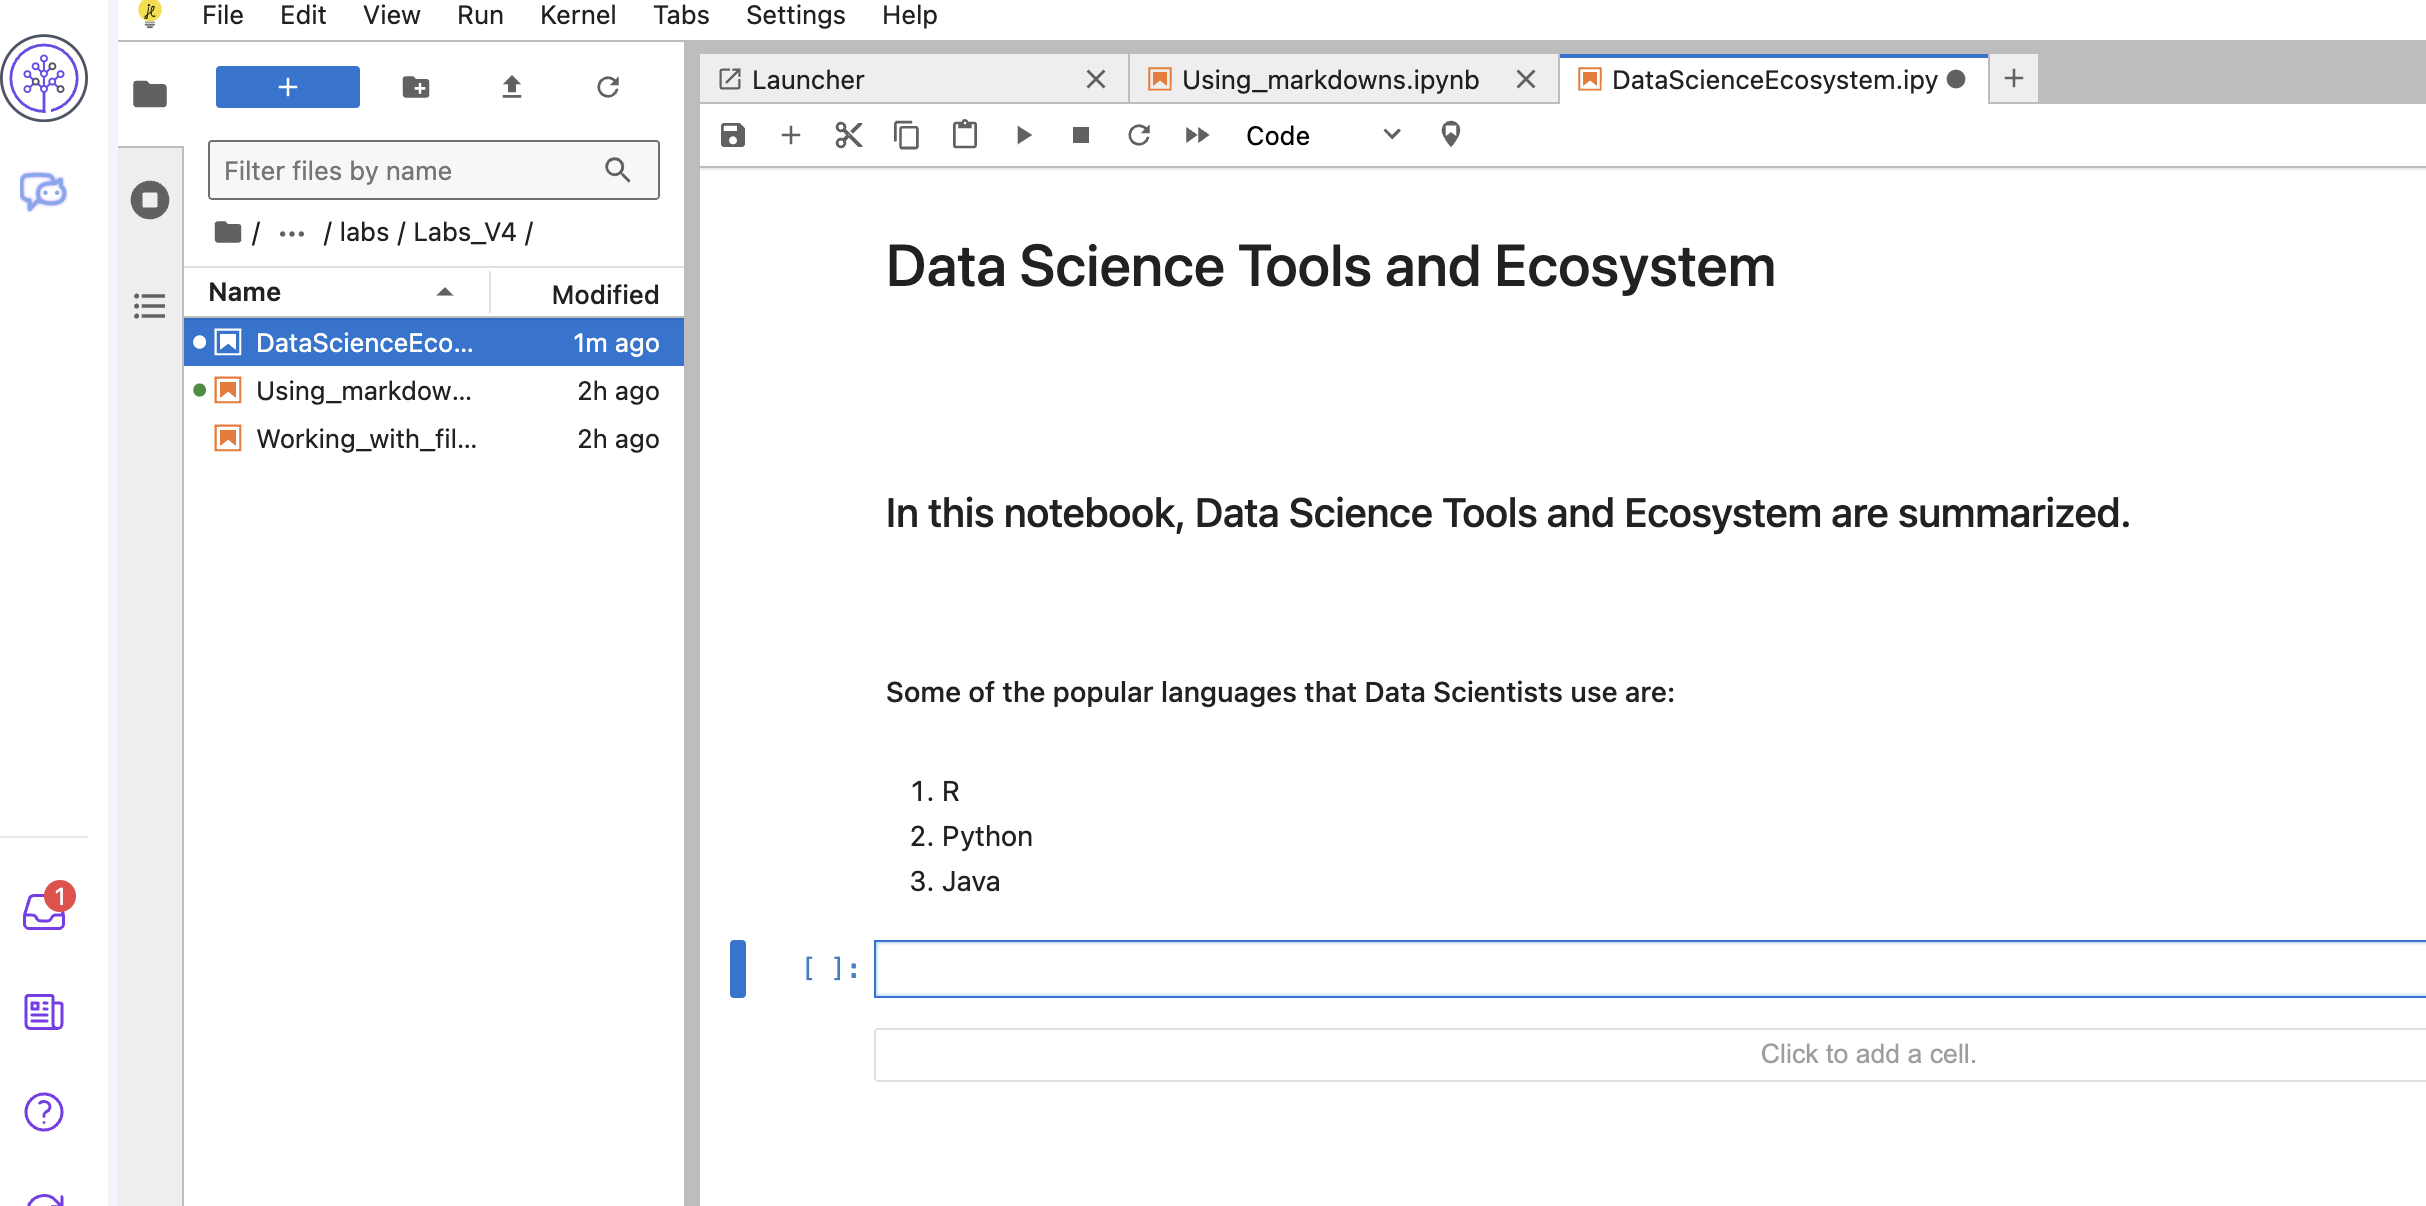 File Edit View Run Kernel Tabs Settings Help
Launcher
Using_markdowns.ipynb
DataScienceEcosystem.ipy
Code
Filter files by name
/ ··· / labs / Labs_V4 /
Name Modified
DataScienceEco... 1m ago
Using_markdow... 2h ago
Working_with_fil... 2h ago
Data Science Tools and Ecosystem
In this notebook, Data Science Tools and Ecosystem are summarized.
Some of the popular languages that Data Scientists use are:
1. R
2. Python
3. Java
[ ]:
Click to add a cell.
1